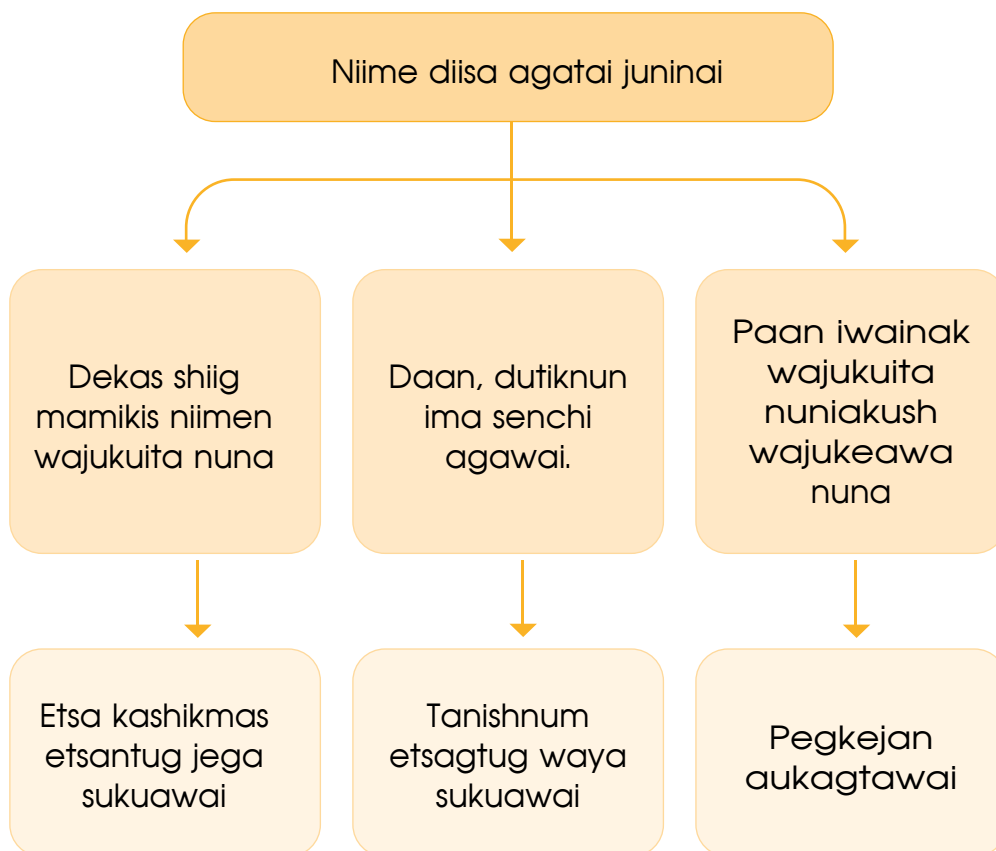 Niime diisa agatai juninai
Dekas shiig
mamikis niimen
wajukuita nuna
Daan, dutiknun
ima senchi
agawai.
Paan iwainak
wajukuita
nuniakush
wajukeawa
nuna
Etsa kashikmas
etsantug jega
sukuawai
Tanishnum
etsagtug waya
sukuawai
Pegkejan
aukagtawai